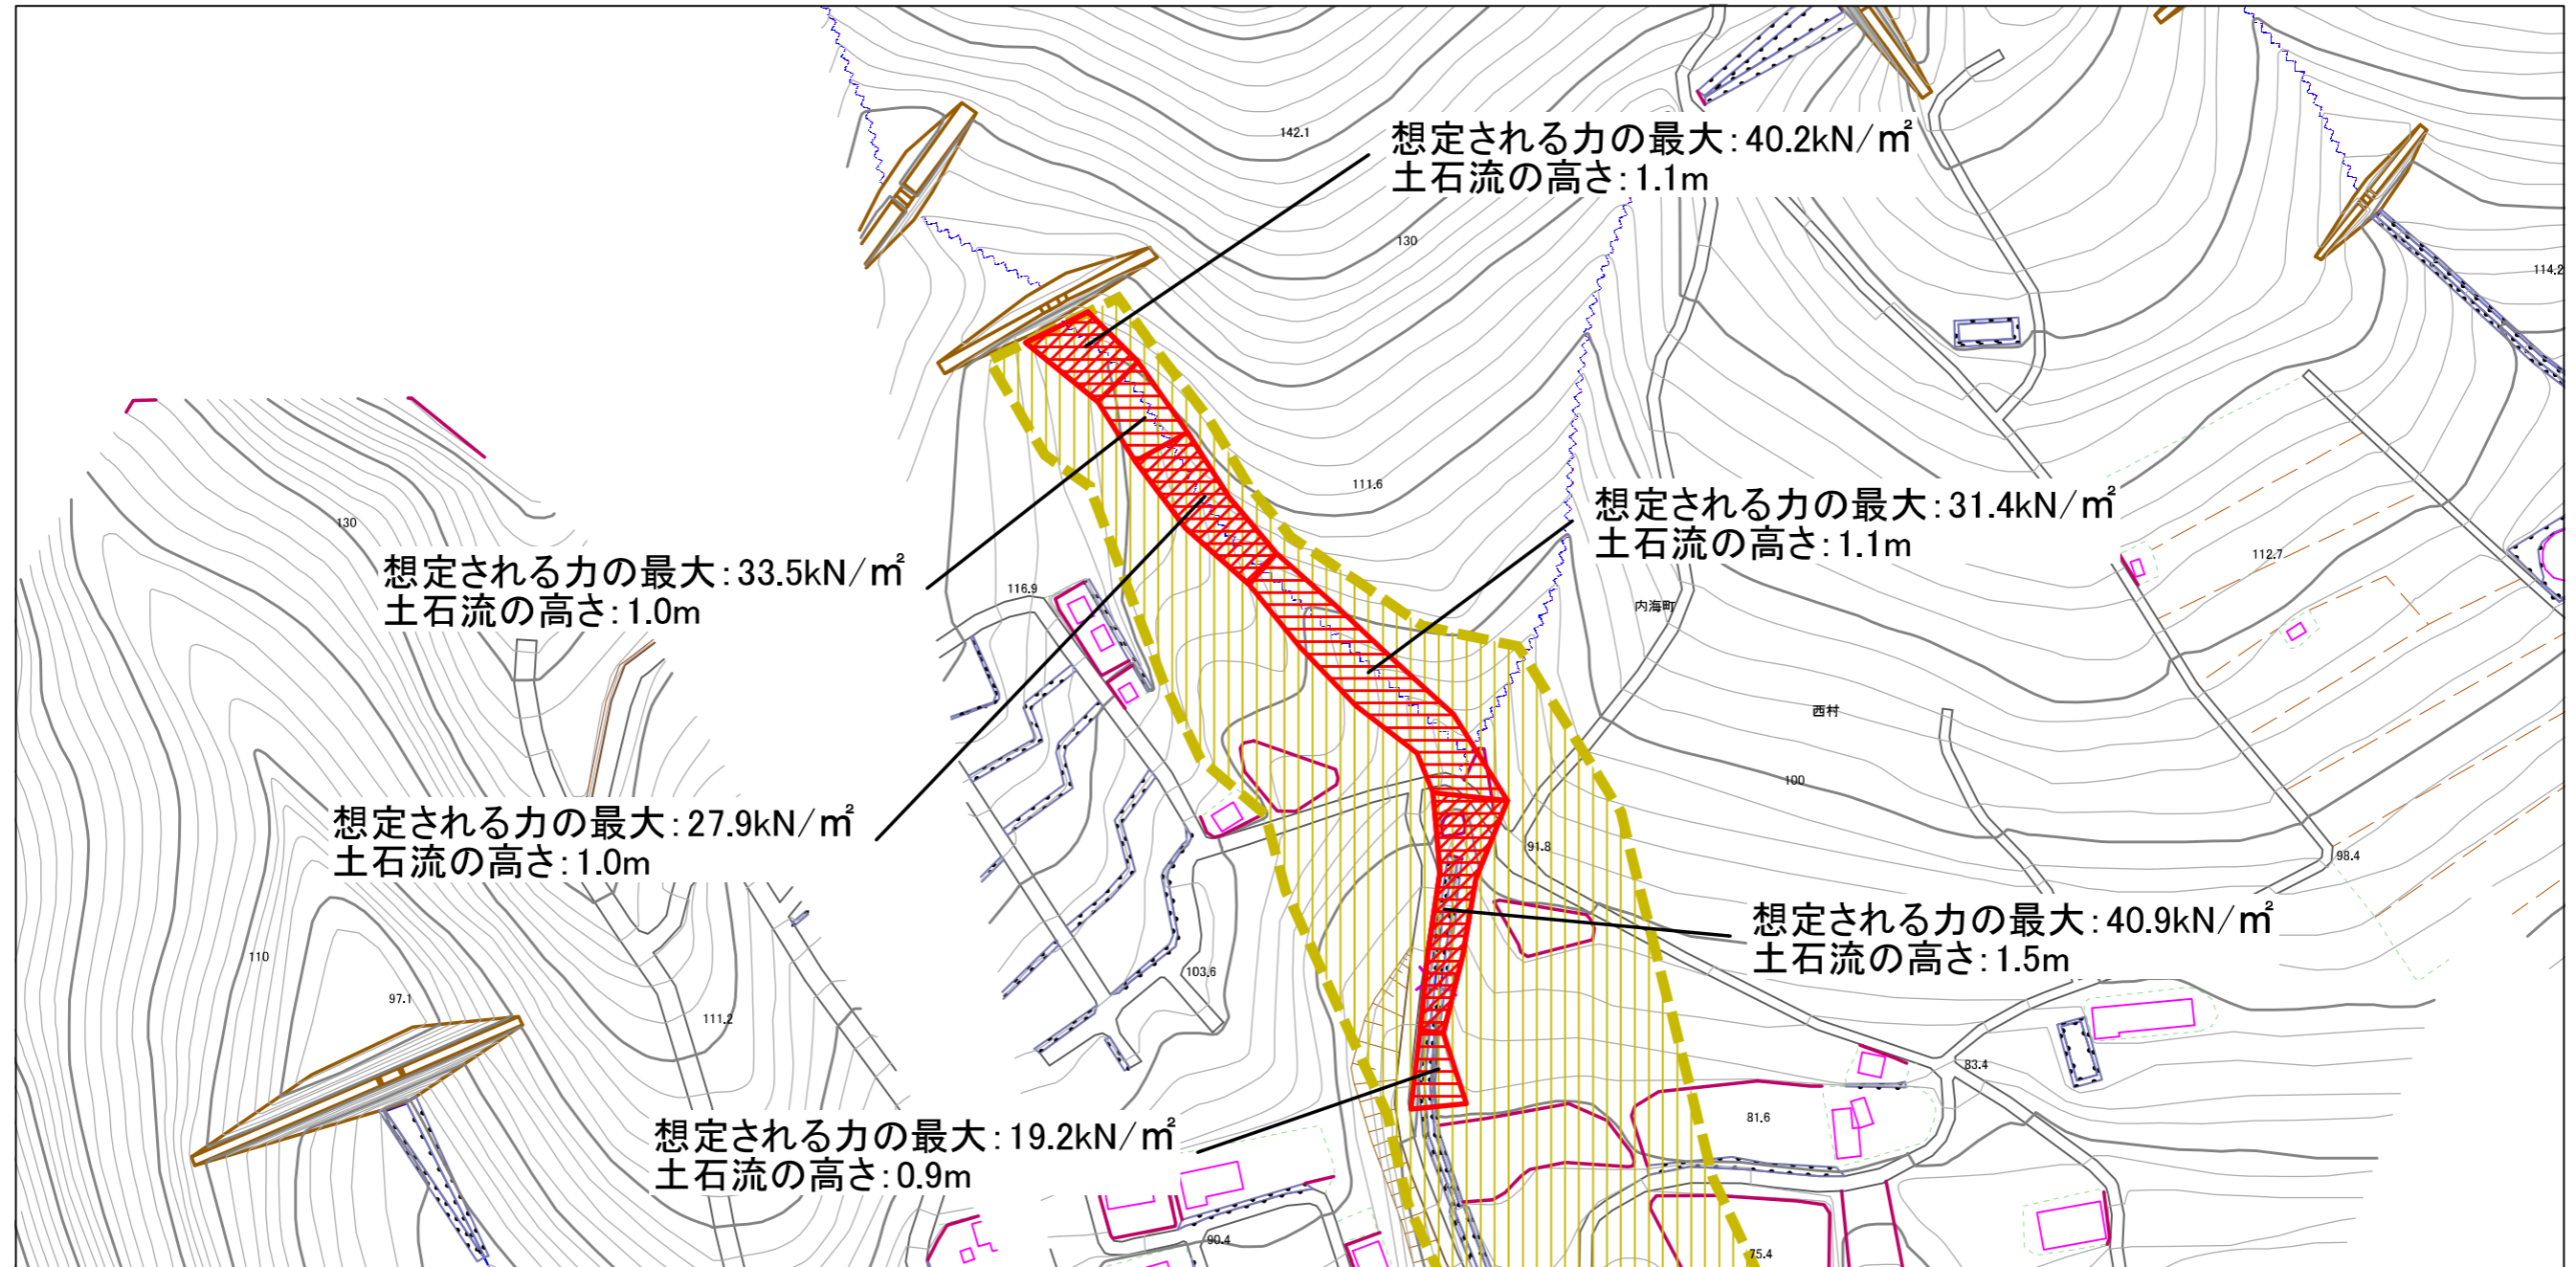 142.1
想定される力の最大:40.2kN/㎡
土石流の高さ:1.1m
130
114.2
111.6
想定される力の最大:31.4kN/㎡
土石流の高さ:1.1m
130
112.7
想定される力の最大:33.5kN/㎡
土石流の高さ:1.0m
116.9
内海町
西村
100
想定される力の最大:27.9kN/㎡
土石流の高さ:1.0m
91.8
98.4
想定される力の最大:40.9kN/㎡
土石流の高さ:1.5m
110
103.6
97.1
111.2
83.4
81.6
想定される力の最大:19.2kN/㎡
土石流の高さ:0.9m
90.4
75.4